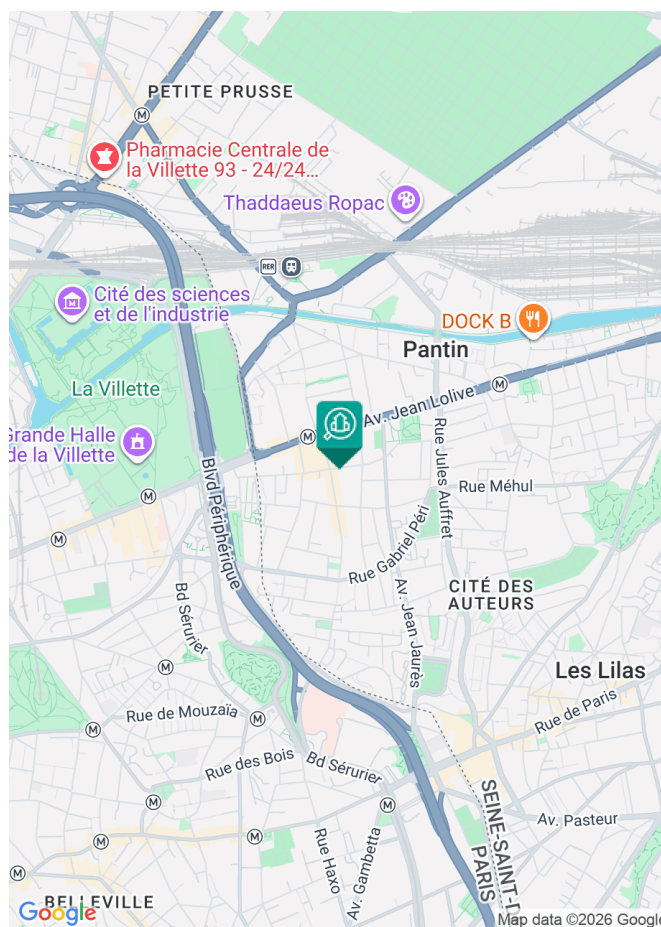 PETITE PRUSSE
M
Pharmacie Centrale de
la Villette 93 - 24/24...
Thaddaeus Ropac
RER
Cité des sciences
et de l'industrie
DOCK B
Pantin
M
La Villette
Av. Jean Lolive
Grande Halle
de la Villette
M
Rue Jules Auffret
M
Rue Méhul
Blvd Périphérique
M
Rue Gabriel Péri
CITÉ DES
AUTEURS
Bd Sérurier
Av. Jean Jaurès
M
Les Lilas
Rue de Mouzaïa
M
Rue de Paris
M
Rue des Bois
Bd Sérurier
SEINE-SAINT-D
PARIS
M
M
Av. Pasteur
M
M
Rue Haxo
Av. Gambetta
M
BELLEVILLE
Google
Map data ©2026 Google